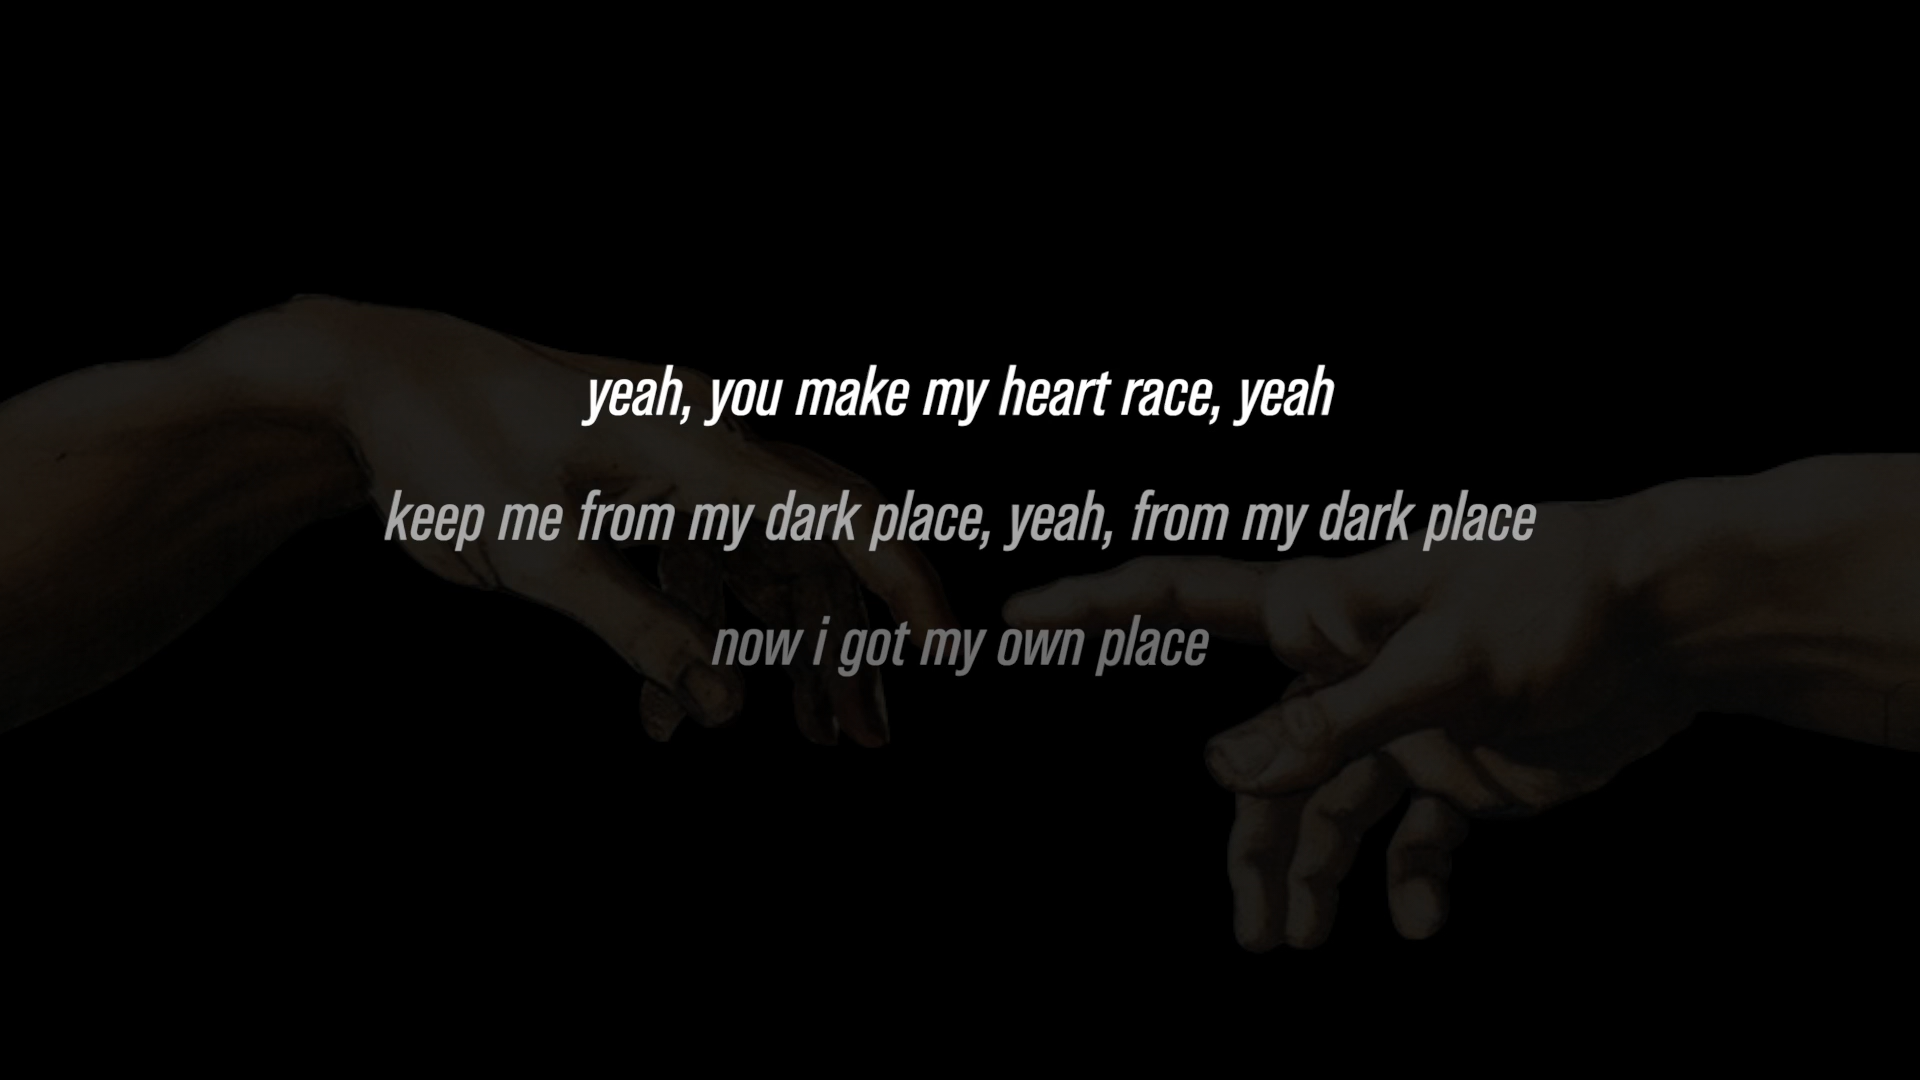 yeah, you make my heart race, yeah
keep me from my dark place, yeah, from my dark place
now i got my own place